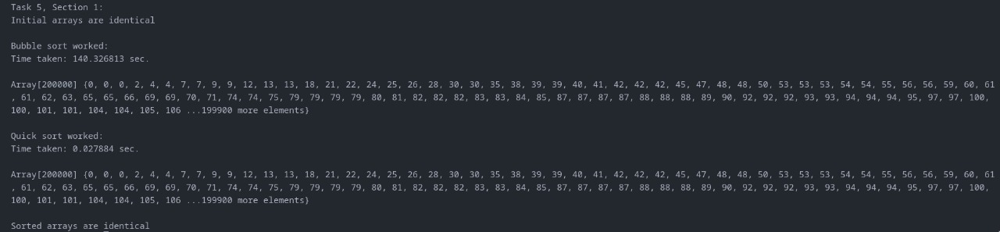 Task 5, Section 1:
Initial arrays are identical
Bubble sort worked:
Time taken: 140.326813 sec.
Array[200000] {0, 0, 0, 2, 4, 4, 7, 7, 9, 9, 12, 13, 13, 18, 21, 22, 24, 25, 26, 28, 30, 30, 35, 38, 39, 39, 40, 41, 42, 42, 42, 45, 47, 48, 48, 50, 53, 53, 53, 54, 54, 55, 56, 56, 59, 60, 61
, 61, 62, 63, 65, 65, 66, 69, 69, 70, 71, 74, 74, 75, 79, 79, 79, 79, 80, 81, 82, 82, 82, 83, 83, 84, 85, 87, 87, 87, 87, 88, 88, 88, 89, 90, 92, 92, 92, 93, 93, 94, 94, 94, 95, 97, 97, 100,
100, 101, 101, 104, 104, 105, 106 ...199900 more elements}
Quick sort worked:
Time taken: 0.027884 sec.
Array[200000] {0, 0, 0, 2, 4, 4, 7, 7, 9, 9, 12, 13, 13, 18, 21, 22, 24, 25, 26, 28, 30, 30, 35, 38, 39, 39, 40, 41, 42, 42, 42, 45, 47, 48, 48, 50, 53, 53, 53, 54, 54, 55, 56, 56, 59, 60, 61
, 61, 62, 63, 65, 65, 66, 69, 69, 70, 71, 74, 74, 75, 79, 79, 79, 79, 80, 81, 82, 82, 82, 83, 83, 84, 85, 87, 87, 87, 87, 88, 88, 88, 89, 90, 92, 92, 92, 93, 93, 94, 94, 94, 95, 97, 97, 100,
100, 101, 101, 104, 104, 105, 106 ...199900 more elements}
Sorted arrays are identical